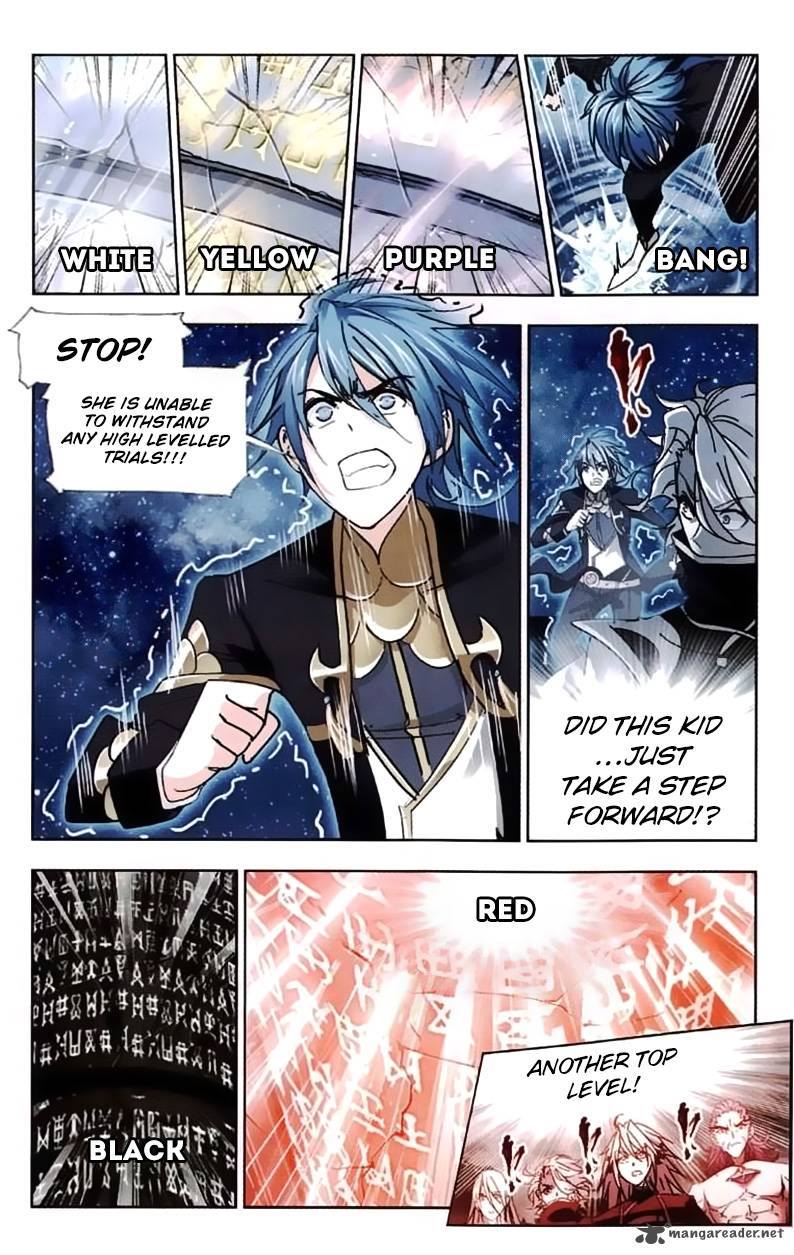 WHITE
YELLOW
PURPLE
BANG!
STOP!
SHE IS UNABLE
TO WITHSTAND
ANY HIGH LEVELLED
TRIALS!!!
!!
DID THIS KID
...JUST
TAKE A STEP
FORWARD!?
BLACK
RED
ANOTHER TOP
LEVEL!
!!
!!
!!
mangareader.net